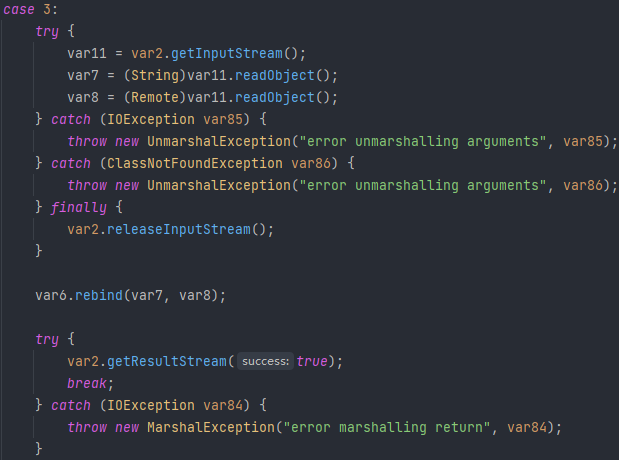 case 3:
    try {
        var11 = var2.getInputStream();
        var7 = (String)var11.readObject();
        var8 = (Remote)var11.readObject();
    } catch (IOException var85) {
        throw new UnmarshalException("error unmarshalling arguments", var85);
    } catch (ClassNotFoundException var86) {
        throw new UnmarshalException("error unmarshalling arguments", var86);
    } finally {
        var2.releaseInputStream();
    }

    var6.rebind(var7, var8);

    try {
        var2.getResultStream( success: true);
        break;
    } catch (IOException var84) {
        throw new MarshalException("error marshalling return", var84);
    }